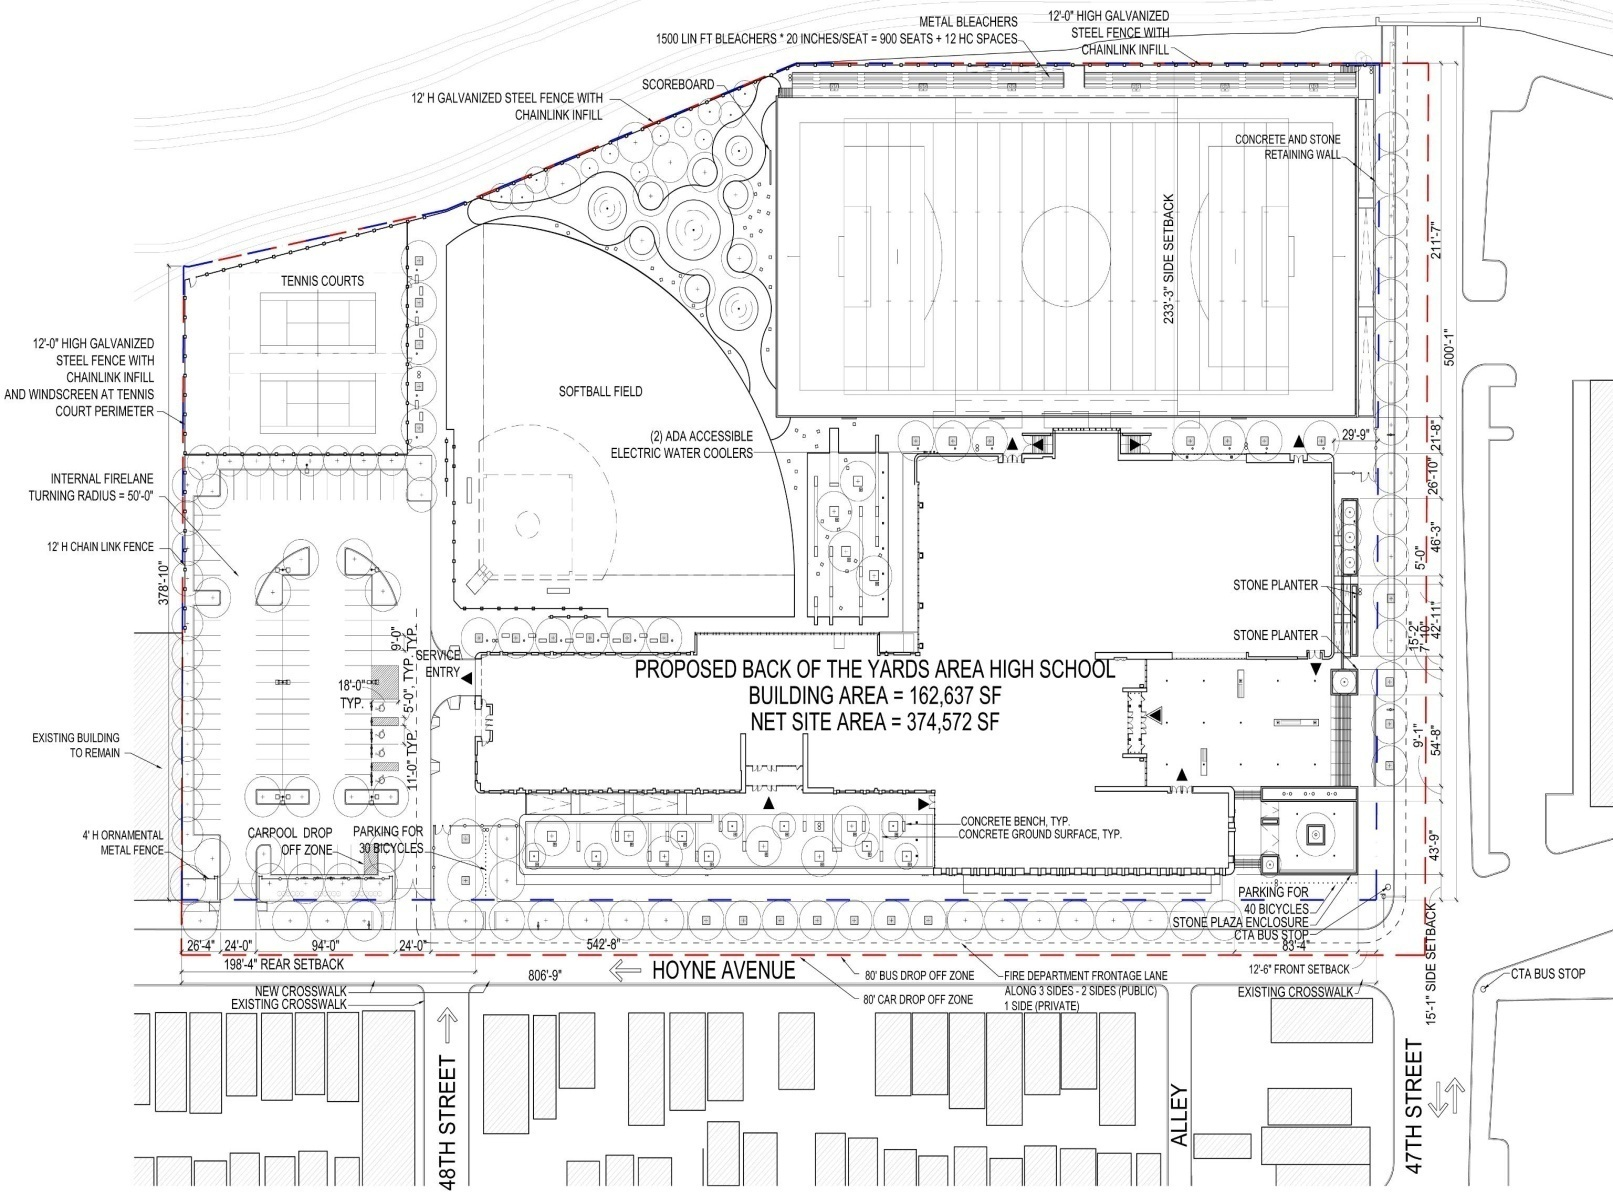 METAL BLEACHERS
1500 LIN FT BLEACHERS * 20 INCHES/SEAT = 900 SEATS + 12 HC SPACES
12'-0" HIGH GALVANIZED
STEEL FENCE WITH
CHAINLINK INFILL
SCOREBOARD
12' H GALVANIZED STEEL FENCE WITH
CHAINLINK INFILL
CONCRETE AND STONE
RETAINING WALL
233'-3" SIDE SETBACK
211'-7"
500'-1"
TENNIS COURTS
12'-0" HIGH GALVANIZED
STEEL FENCE WITH
CHAINLINK INFILL
AND WINDSCREEN AT TENNIS
COURT PERIMETER
SOFTBALL FIELD
(2) ADA ACCESSIBLE
ELECTRIC WATER COOLERS
29'-9"
21'-8"
26'-10"
INTERNAL FIRELANE
TURNING RADIUS = 50'-0"
12' H CHAIN LINK FENCE
378'-10"
46'-3"
5'-0"
STONE PLANTER
42'-11"
15'-2"
7'-10"
STONE PLANTER
9'-0"
TYP.
SERVICE
ENTRY
18'-0"
TYP.
5'-0", TYP.
11'-0" TYP.
PROPOSED BACK OF THE YARDS AREA HIGH SCHOOL
BUILDING AREA = 162,637 SF
NET SITE AREA = 374,572 SF
9'-1"
54'-8"
EXISTING BUILDING
TO REMAIN
4' H ORNAMENTAL
METAL FENCE
CARPOOL DROP
OFF ZONE
PARKING FOR
30 BICYCLES
CONCRETE BENCH, TYP.
CONCRETE GROUND SURFACE, TYP.
43'-9"
PARKING FOR
40 BICYCLES
STONE PLAZA ENCLOSURE
CTA BUS STOP
26'-4"
24'-0"
94'-0"
24'-0"
542'-8"
83'-4"
198'-4" REAR SETBACK
806'-9"
HOYNE AVENUE
80' BUS DROP OFF ZONE
80' CAR DROP OFF ZONE
FIRE DEPARTMENT FRONTAGE LANE
ALONG 3 SIDES - 2 SIDES (PUBLIC)
1 SIDE (PRIVATE)
12'-6" FRONT SETBACK
EXISTING CROSSWALK
15'-1" SIDE SETBACK
CTA BUS STOP
NEW CROSSWALK
EXISTING CROSSWALK
48TH STREET
ALLEY
47TH STREET